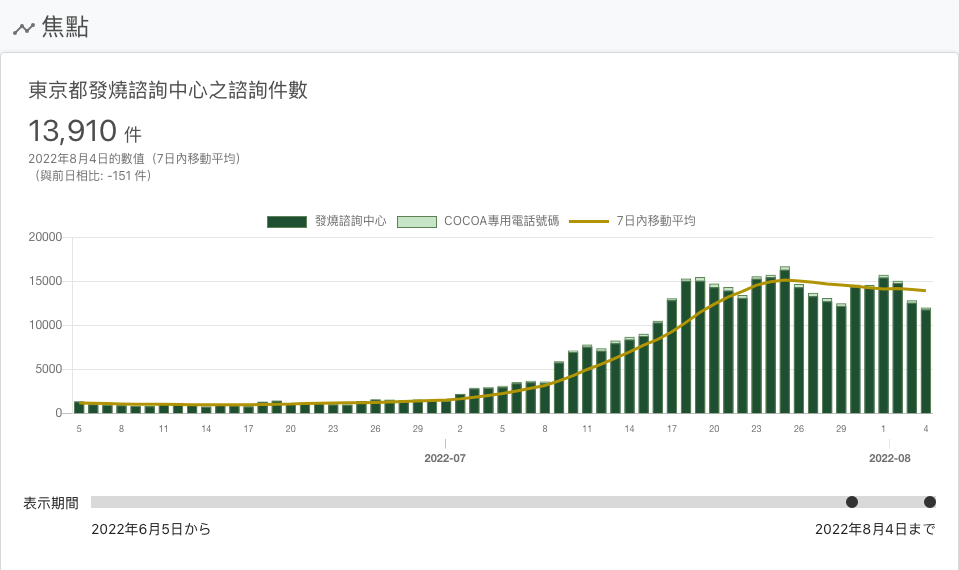 焦點
東京都發燒諮詢中心之諮詢件數
13,910 件
2022年8月4日的數值（7日內移動平均）
（與前日相比: -151 件）
發燒諮詢中心 COCOA專用電話號碼 7日內移動平均
20000
15000
10000
5000
0
5 8 11 14 17 20 23 26 29 2 5 8 11 14 17 20 23 26 29 1 4
2022-07 2022-08
表示期間
2022年6月5日から 2022年8月4日まで